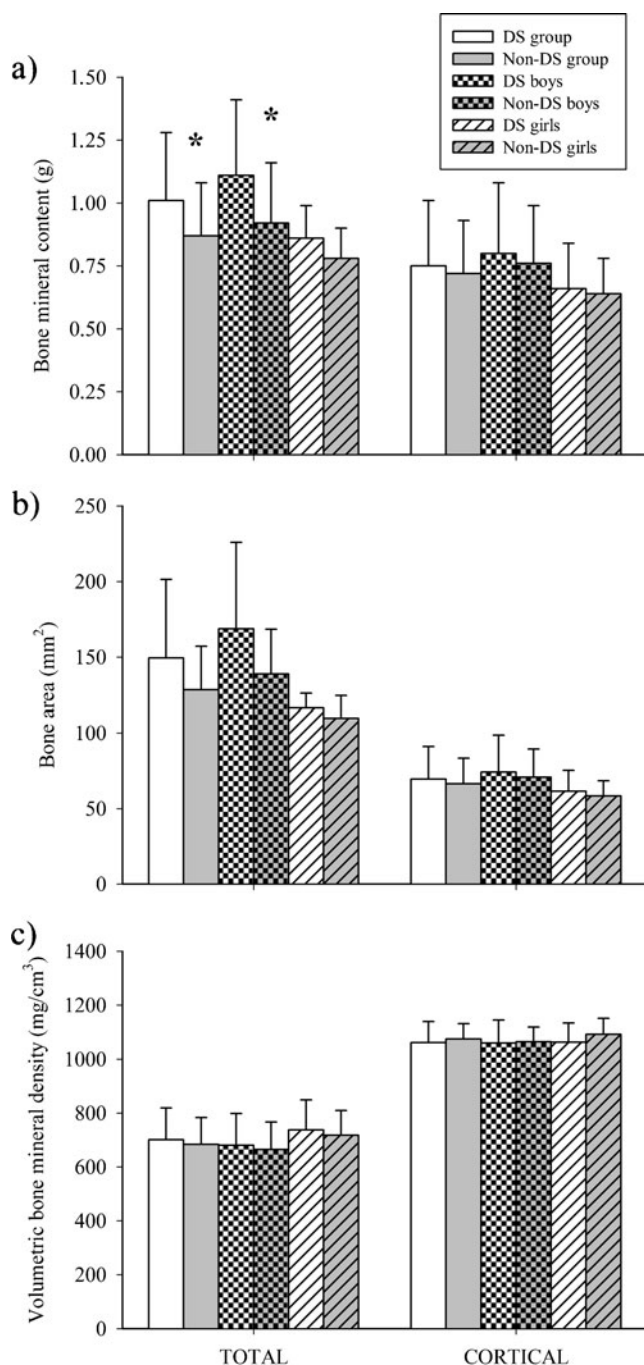 DS group
Non-DS group
DS boys
Non-DS boys
DS girls
Non-DS girls
a)
Bone mineral content (g)
1.50
1.25
1.00
0.75
0.50
0.25
0.00
*
*
b)
Bone area (mm²)
250
200
150
100
50
0
c)
Volumetric bone mineral density (mg/cm³)
1400
1200
1000
800
600
400
200
0
TOTAL CORTICAL